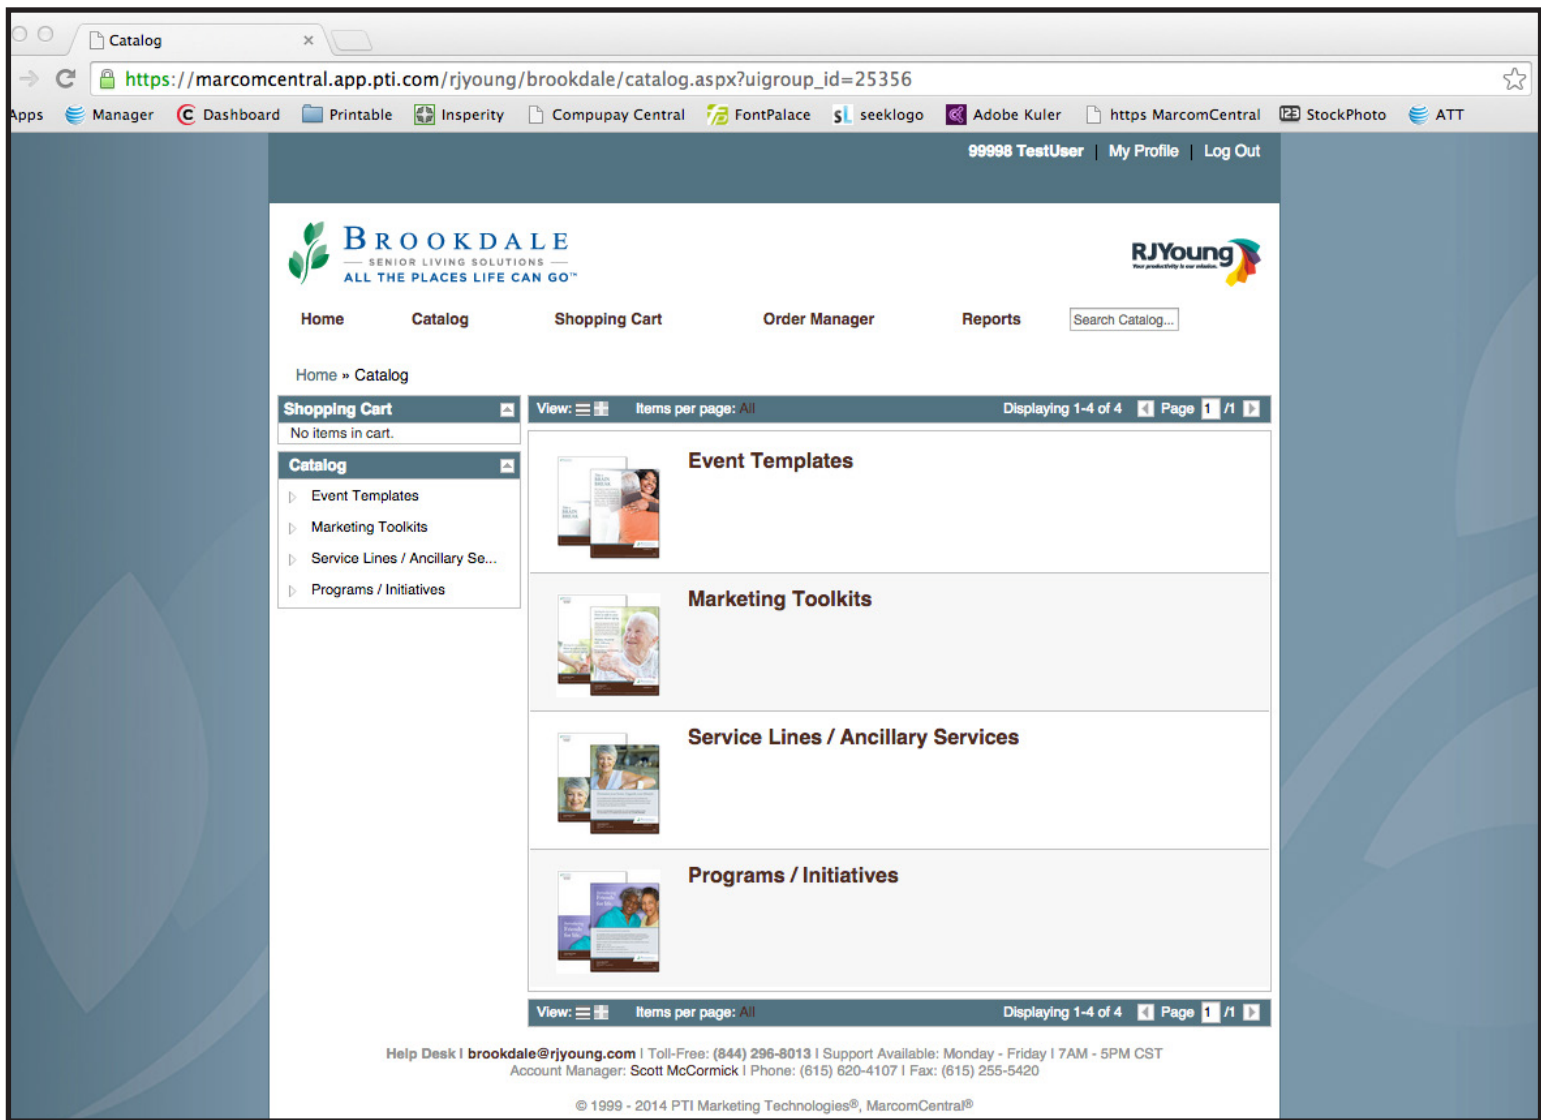 Catalog
https://marcomcentral.app.pti.com/rjyoung/brookdale/catalog.aspx?uigroup_id=25356
Apps Manager Dashboard Printable Insperity Compupay Central FontPalace seeklogo Adobe Kuler https MarcomCentral StockPhoto ATT
99998 TestUser | My Profile | Log Out
BROOKDALE
SENIOR LIVING SOLUTIONS
ALL THE PLACES LIFE CAN GO™
RJYoung
Your productivity is our mission.
Home Catalog Shopping Cart Order Manager Reports Search Catalog...
Home » Catalog
Shopping Cart
No items in cart.
Catalog
Event Templates
Marketing Toolkits
Service Lines / Ancillary Se...
Programs / Initiatives
View: Items per page: All Displaying 1-4 of 4 Page 1 /1
Event Templates
Marketing Toolkits
Service Lines / Ancillary Services
Programs / Initiatives
View: Items per page: All Displaying 1-4 of 4 Page 1 /1
Help Desk I brookdale@rjyoung.com I Toll-Free: (844) 296-8013 I Support Available: Monday - Friday I 7AM - 5PM CST
Account Manager: Scott McCormick I Phone: (615) 620-4107 I Fax: (615) 255-5420
© 1999 - 2014 PTI Marketing Technologies®, MarcomCentral®